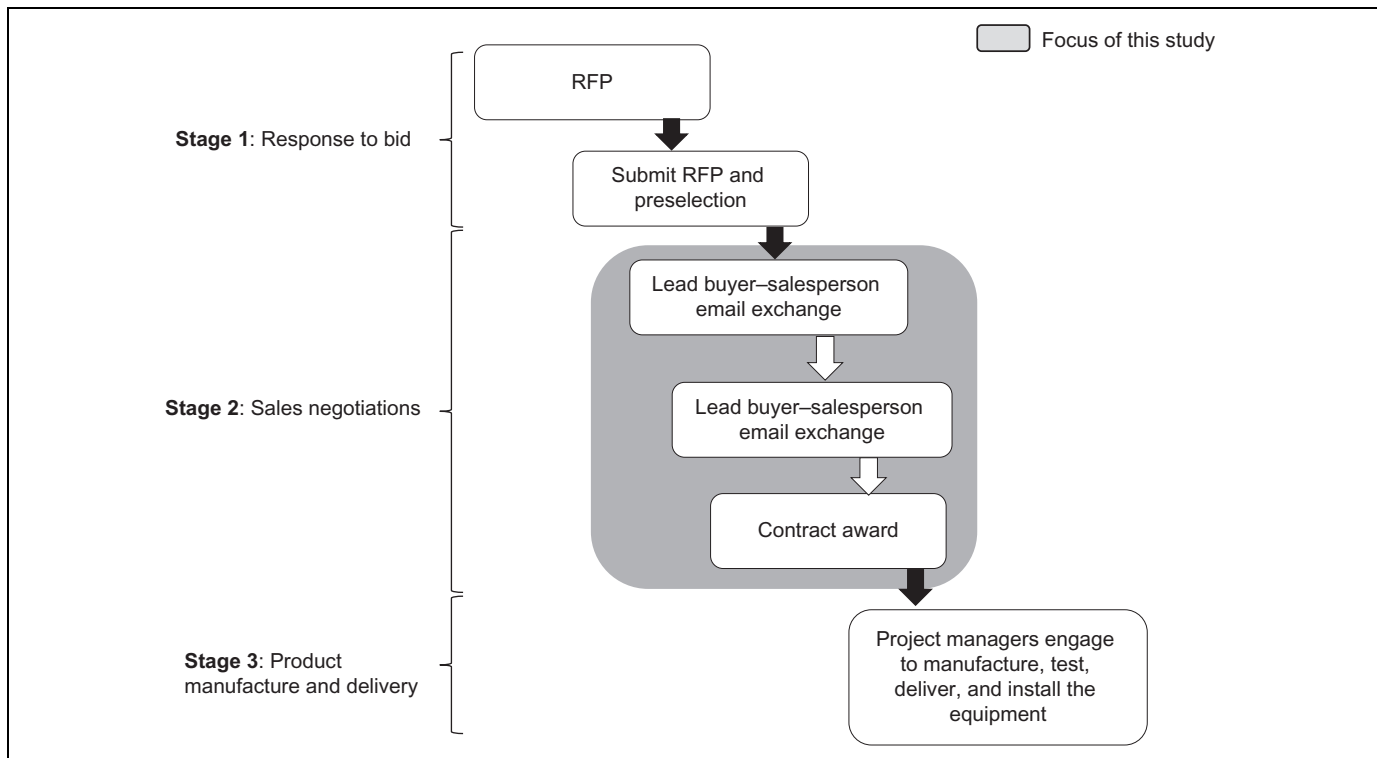 Focus of this study
RFP
Stage 1: Response to bid
Submit RFP and
preselection
Lead buyer–salesperson
email exchange
Lead buyer–salesperson
email exchange
Stage 2: Sales negotiations
Contract award
Project managers engage
to manufacture, test,
deliver, and install the
equipment
Stage 3: Product
manufacture and delivery